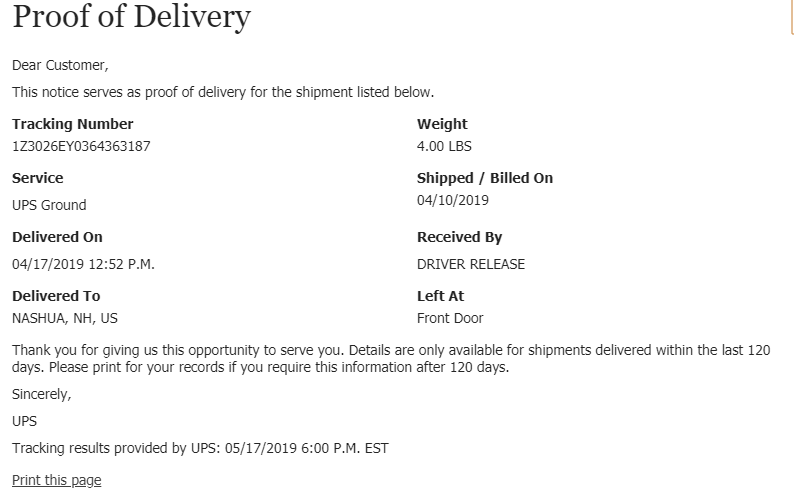 Proof of Delivery
Dear Customer,
This notice serves as proof of delivery for the shipment listed below.
Tracking Number
1Z3026EY0364363187
Weight
4.00 LBS
Service
UPS Ground
Shipped / Billed On
04/10/2019
Delivered On
04/17/2019 12:52 P.M.
Received By
DRIVER RELEASE
Delivered To
NASHUA, NH, US
Left At
Front Door
Thank you for giving us this opportunity to serve you. Details are only available for shipments delivered within the last 120
days. Please print for your records if you require this information after 120 days.
Sincerely,
UPS
Tracking results provided by UPS: 05/17/2019 6:00 P.M. EST
Print this page